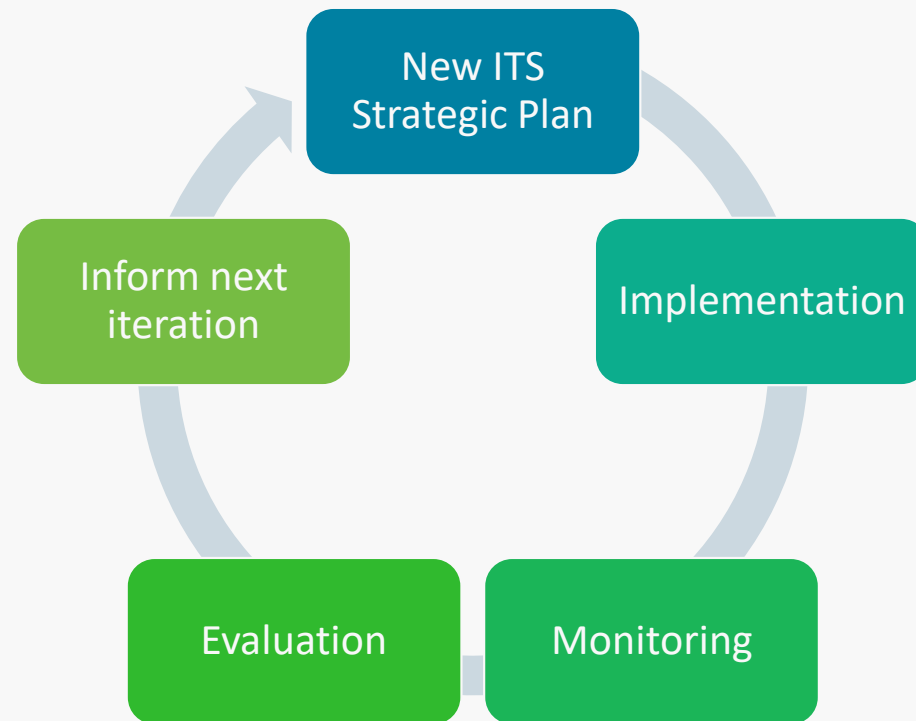 New ITS
Strategic Plan
Implementation
Monitoring
Evaluation
Inform next
iteration